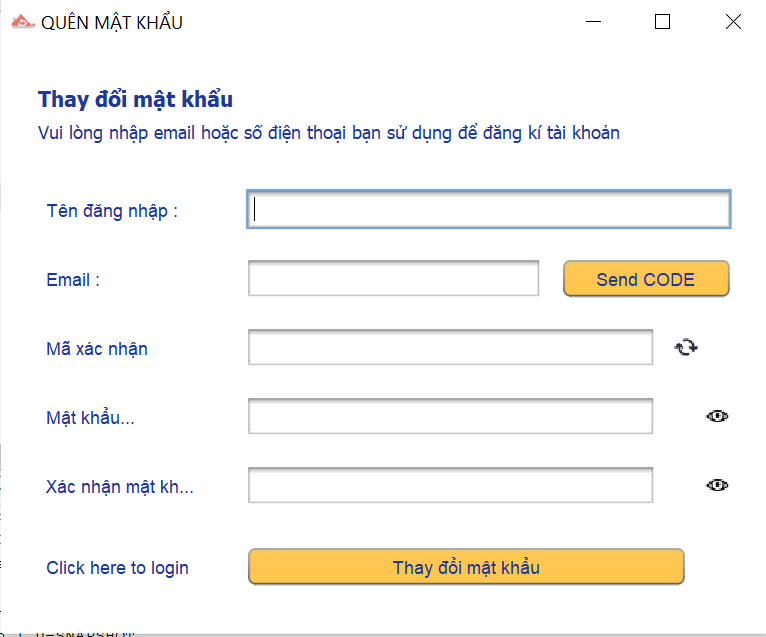 QUÊN MẬT KHẨU
Thay đổi mật khẩu
Vui lòng nhập email hoặc số điện thoại bạn sử dụng để đăng kí tài khoản
Tên đăng nhập :
Email :
Send CODE
Mã xác nhận
Mật khẩu...
Xác nhận mật kh...
Click here to login
Thay đổi mật khẩu